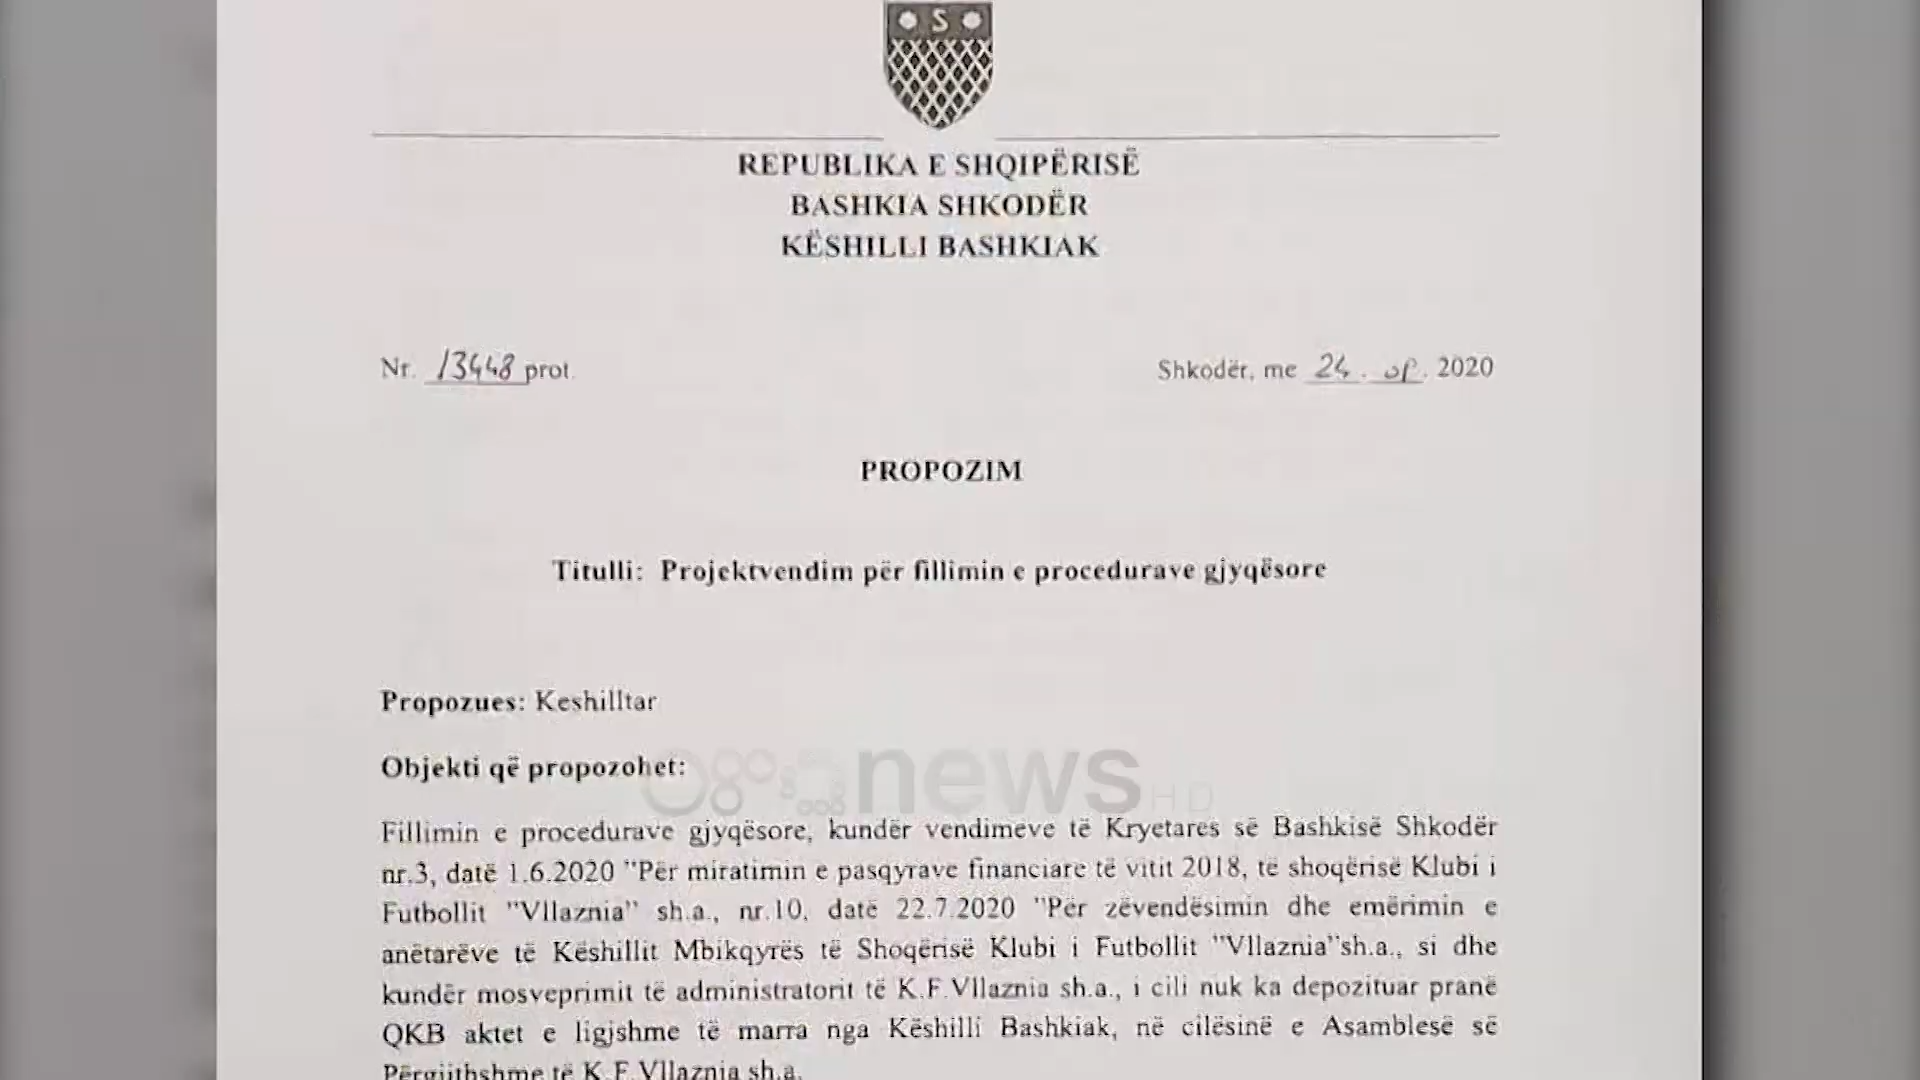 S
REPUBLIKA E SHQIPËRISË
BASHKIA SHKODËR
KËSHILLI BASHKIAK
Nr. 13448 prot.
Shkodër, me 24. . 2020
PROPOZIM
Titulli: Projektvendim për fillimin e procedurave gjyqësore
Propozues: Keshilltar
Objekti që propozohet:
news HD
Fillimin e procedurave gjyqësore, kundër vendimeve të Kryetares së Bashkisë Shkodër
nr.3, datë 1.6.2020 "Për miratimin e pasqyrave financiare të vitit 2018, të shoqërisë Klubi i
Futbollit "Vllaznia" sh.a., nr.10, datë 22.7.2020 "Për zëvendësimin dhe emërimin e
anëtarëve të Këshillit Mbikqyrës të Shoqërisë Klubi i Futbollit "Vllaznia"sh.a., si dhe
kundër mosveprimit të administratorit të K.F.Vllaznia sh.a., i cili nuk ka depozituar pranë
QKB aktet e ligjshme të marra nga Këshilli Bashkiak, në cilësinë e Asamblesë së
Përgjithshme të K.F.Vllaznia sh.a.